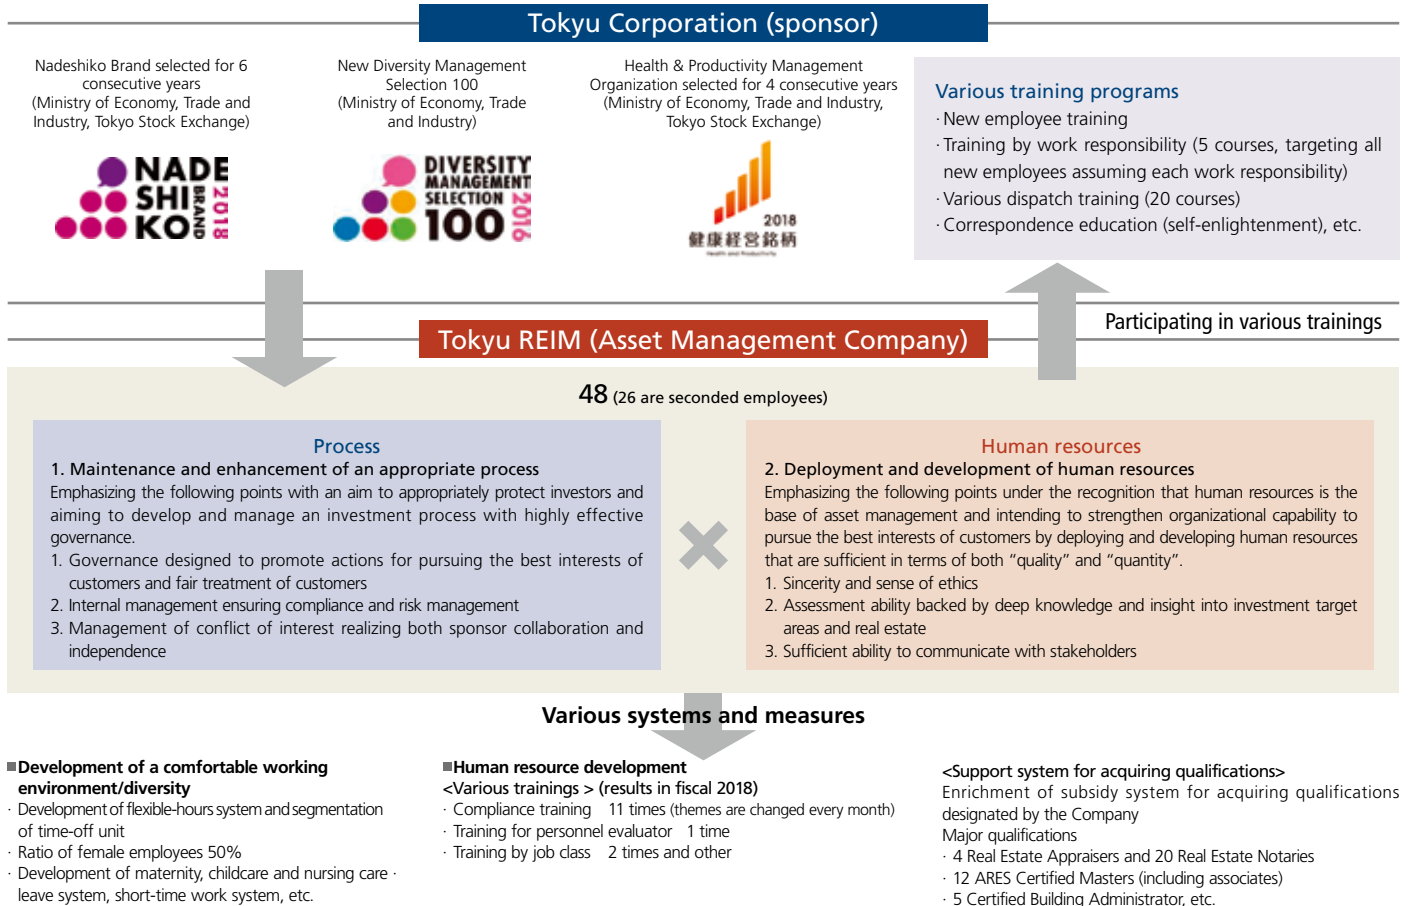 Tokyu Corporation (sponsor)
Nadeshiko Brand selected for 6
consecutive years
(Ministry of Economy, Trade and
Industry, Tokyo Stock Exchange)
NADE
SHI
KO
BRAND
2018
New Diversity Management
Selection 100
(Ministry of Economy, Trade
and Industry)
DIVERSITY
MANAGEMENT
SELECTION
100
2016
Health & Productivity Management
Organization selected for 4 consecutive years
(Ministry of Economy, Trade and Industry,
Tokyo Stock Exchange)
2018
健康経営銘柄
Health and Productivity
Various training programs
· New employee training
· Training by work responsibility (5 courses, targeting all
new employees assuming each work responsibility)
· Various dispatch training (20 courses)
· Correspondence education (self-enlightenment), etc.
Participating in various trainings
Tokyu REIM (Asset Management Company)
48 (26 are seconded employees)
Process
1. Maintenance and enhancement of an appropriate process
Emphasizing the following points with an aim to appropriately protect investors and
aiming to develop and manage an investment process with highly effective
governance.
1. Governance designed to promote actions for pursuing the best interests of
customers and fair treatment of customers
2. Internal management ensuring compliance and risk management
3. Management of conflict of interest realizing both sponsor collaboration and
independence
Human resources
2. Deployment and development of human resources
Emphasizing the following points under the recognition that human resources is the
base of asset management and intending to strengthen organizational capability to
pursue the best interests of customers by deploying and developing human resources
that are sufficient in terms of both “quality” and “quantity”.
1. Sincerity and sense of ethics
2. Assessment ability backed by deep knowledge and insight into investment target
areas and real estate
3. Sufficient ability to communicate with stakeholders
Various systems and measures
■Development of a comfortable working
environment/diversity
· Development of flexible-hours system and segmentation
of time-off unit
· Ratio of female employees 50%
· Development of maternity, childcare and nursing care ·
leave system, short-time work system, etc.
■Human resource development
<Various trainings > (results in fiscal 2018)
· Compliance training 11 times (themes are changed every month)
· Training for personnel evaluator 1 time
· Training by job class 2 times and other
<Support system for acquiring qualifications>
Enrichment of subsidy system for acquiring qualifications
designated by the Company
Major qualifications
· 4 Real Estate Appraisers and 20 Real Estate Notaries
· 12 ARES Certified Masters (including associates)
· 5 Certified Building Administrator, etc.